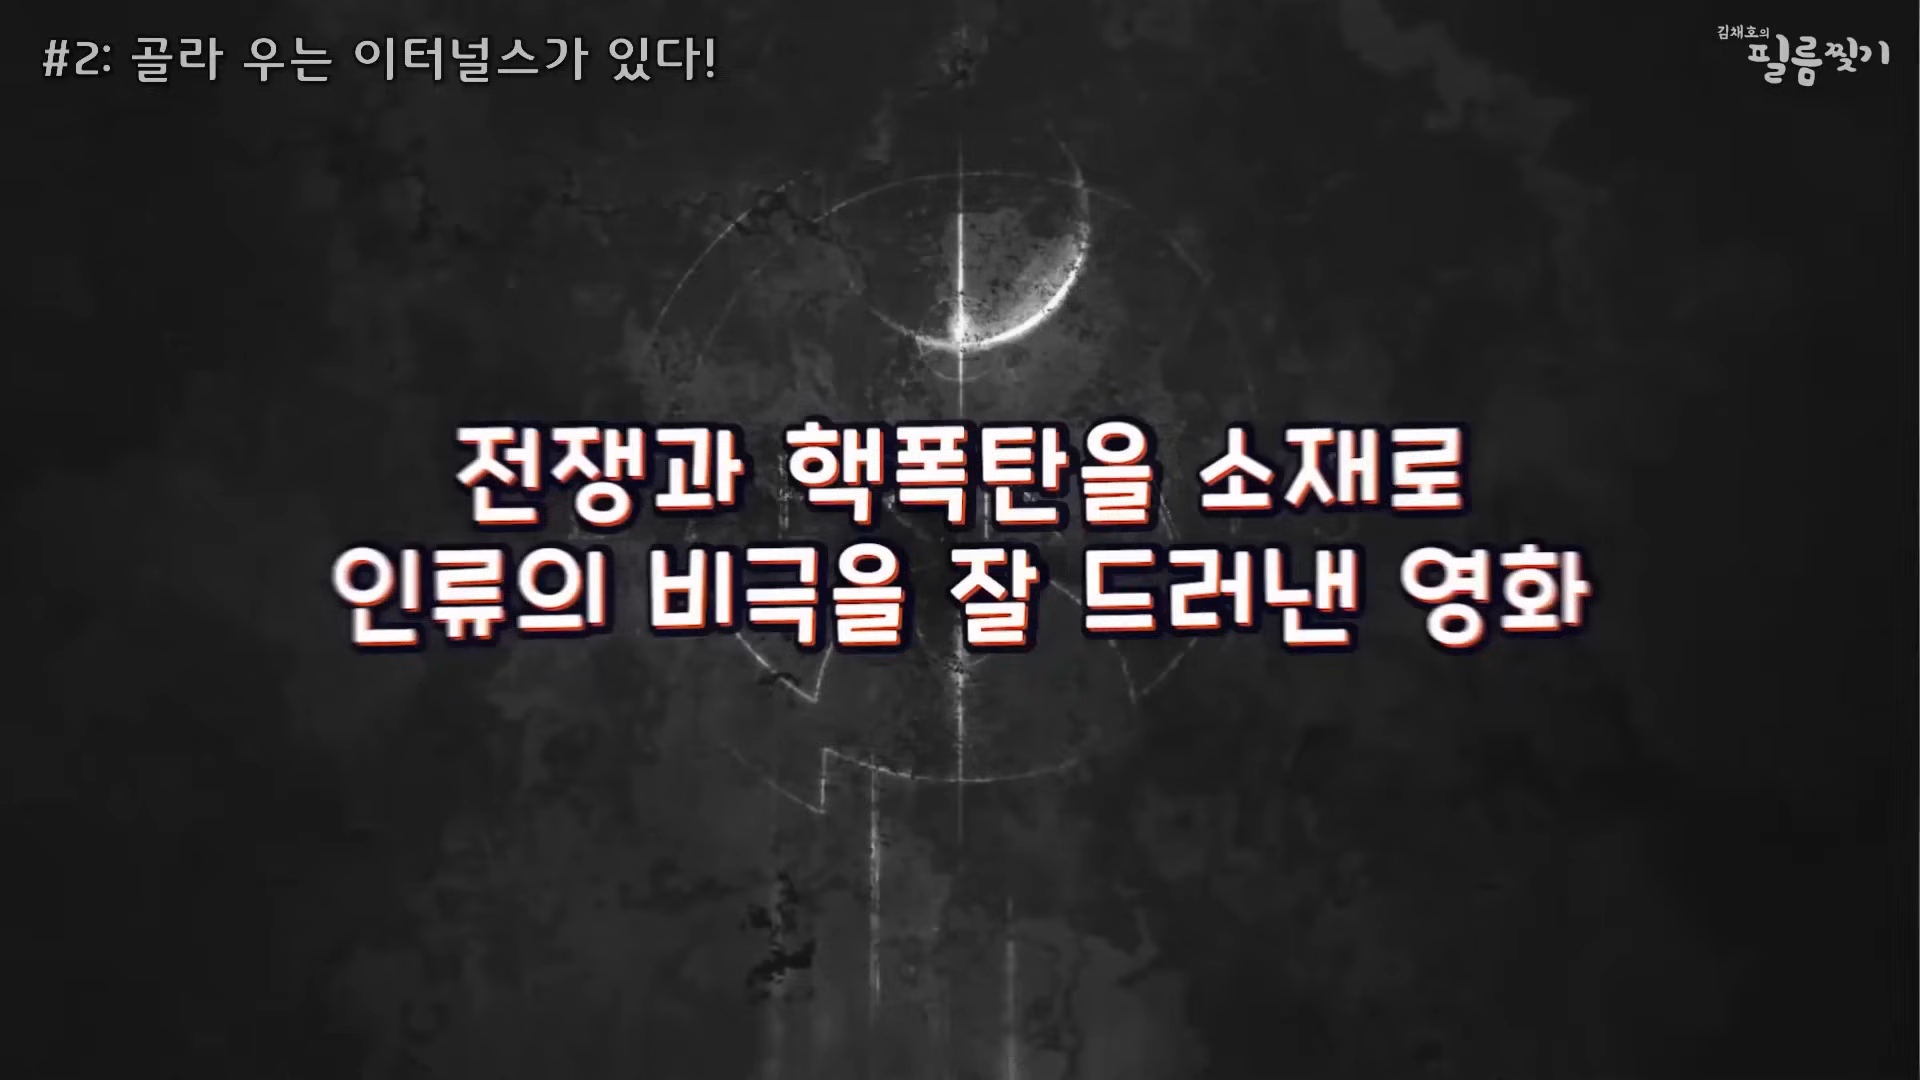 #2: 골라 우는 이터널스가 있다!
김채호의
필름찢기
전쟁과 핵폭탄을 소재로
인류의 비극을 잘 드러낸 영화